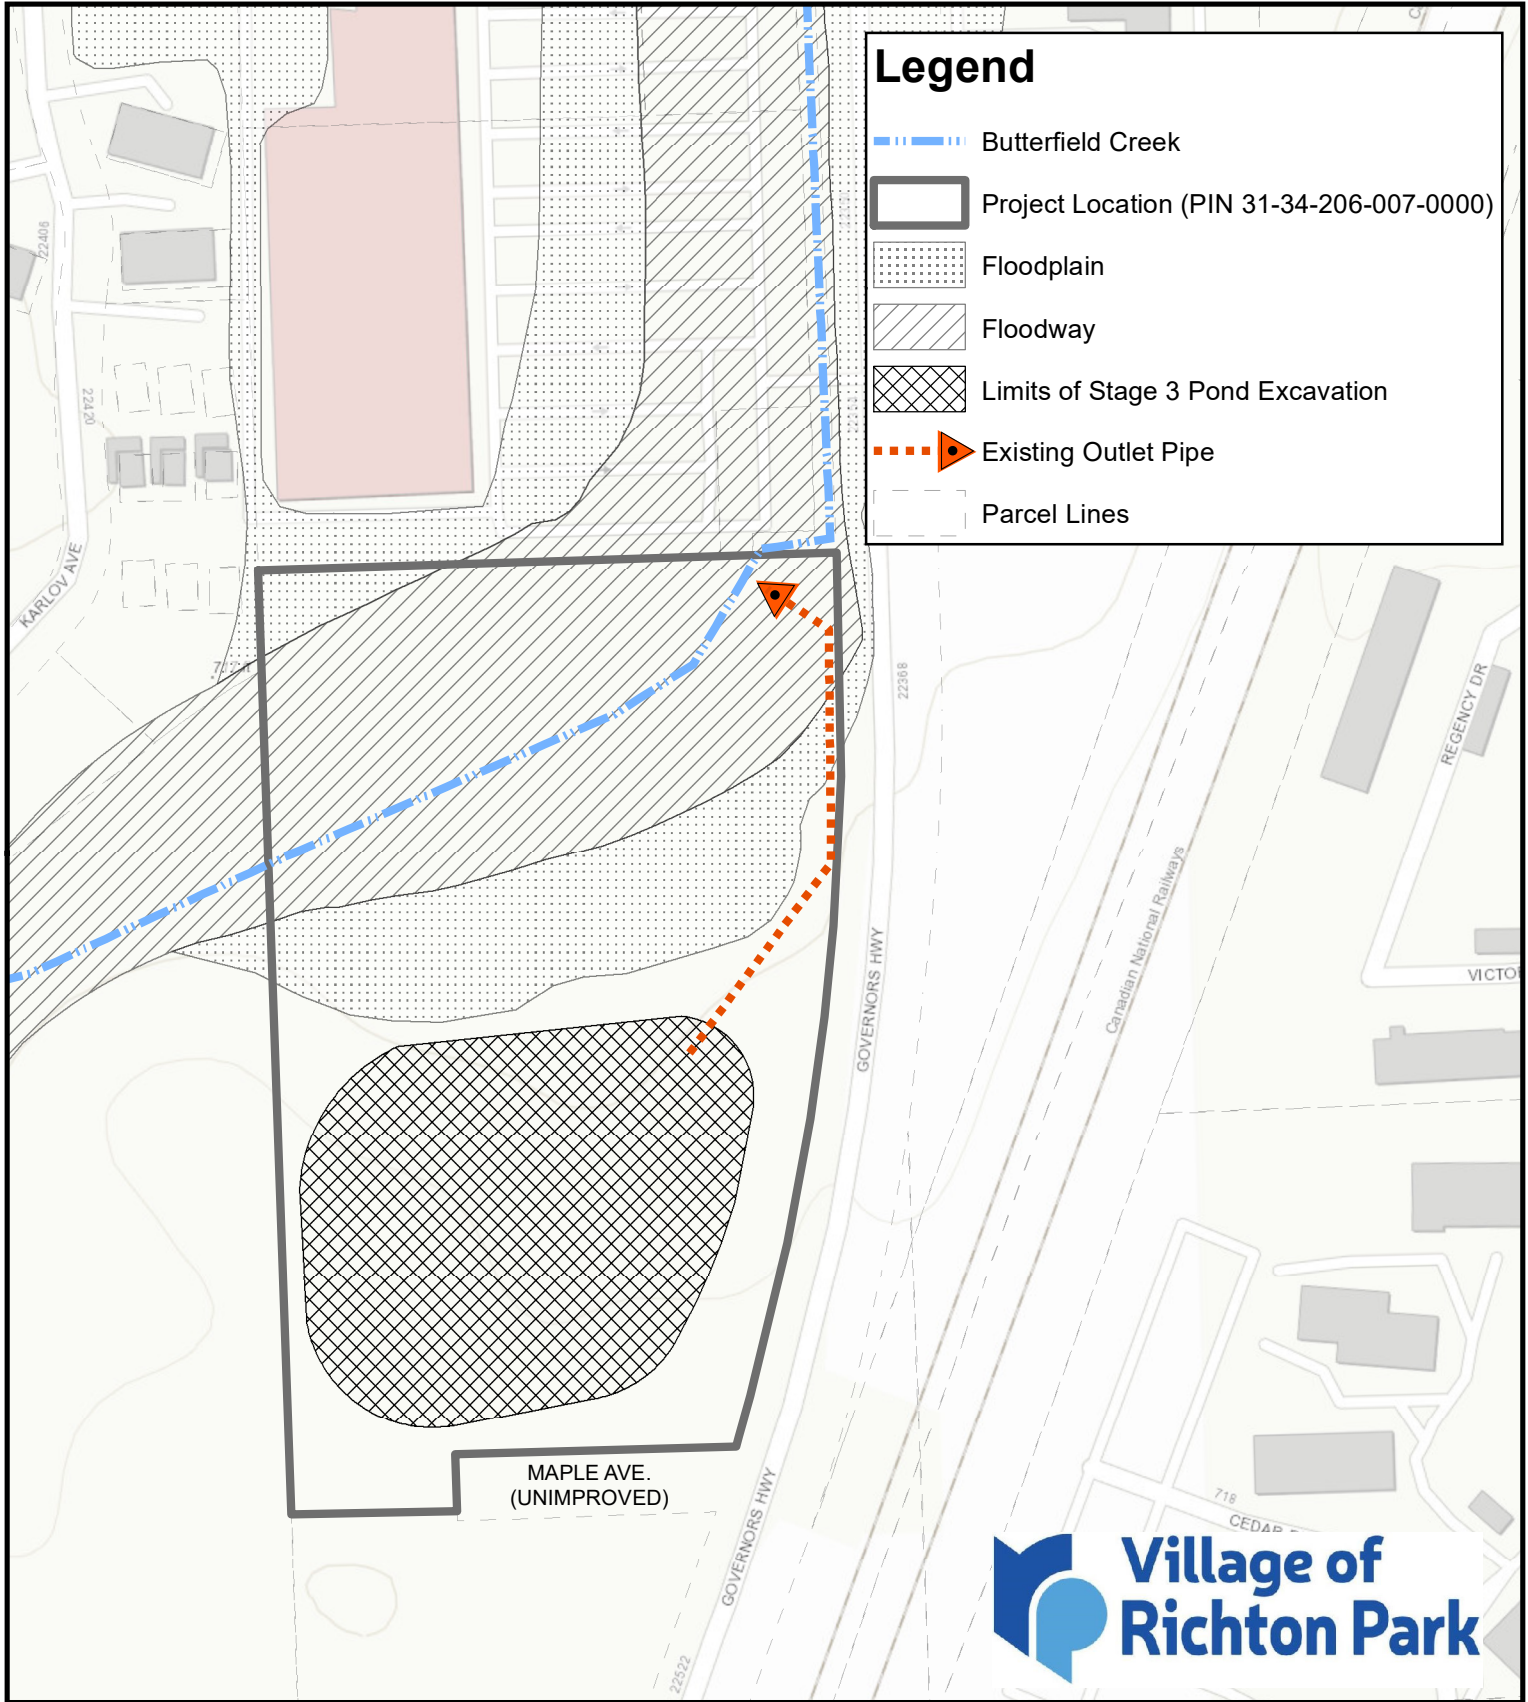 Legend
Butterfield Creek
Project Location (PIN 31-34-206-007-0000)
Floodplain
Floodway
Limits of Stage 3 Pond Excavation
Existing Outlet Pipe
Parcel Lines
22406
22420
KARLOV AVE
22368
REGENCY DR
Canadian National Railways
GOVERNORS HWY
MAPLE AVE.
(UNIMPROVED)
GOVERNORS HWY
22522
718
CEDAR
Village of
Richton Park